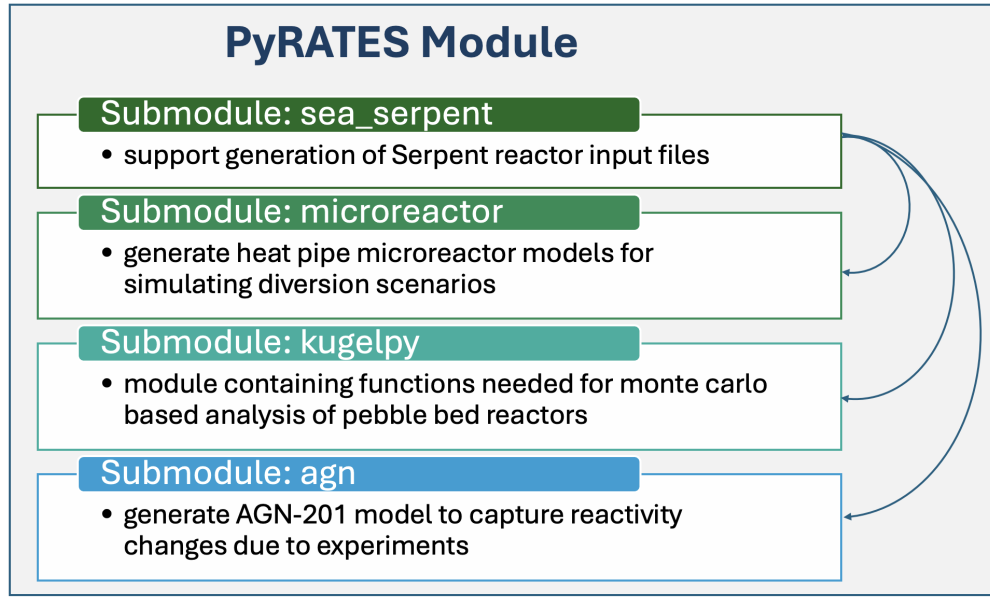 PyRATES Module
Submodule: sea_serpent
• support generation of Serpent reactor input files
Submodule: microreactor
• generate heat pipe microreactor models for
simulating diversion scenarios
Submodule: kugelpy
• module containing functions needed for monte carlo
based analysis of pebble bed reactors
Submodule: agn
• generate AGN-201 model to capture reactivity
changes due to experiments